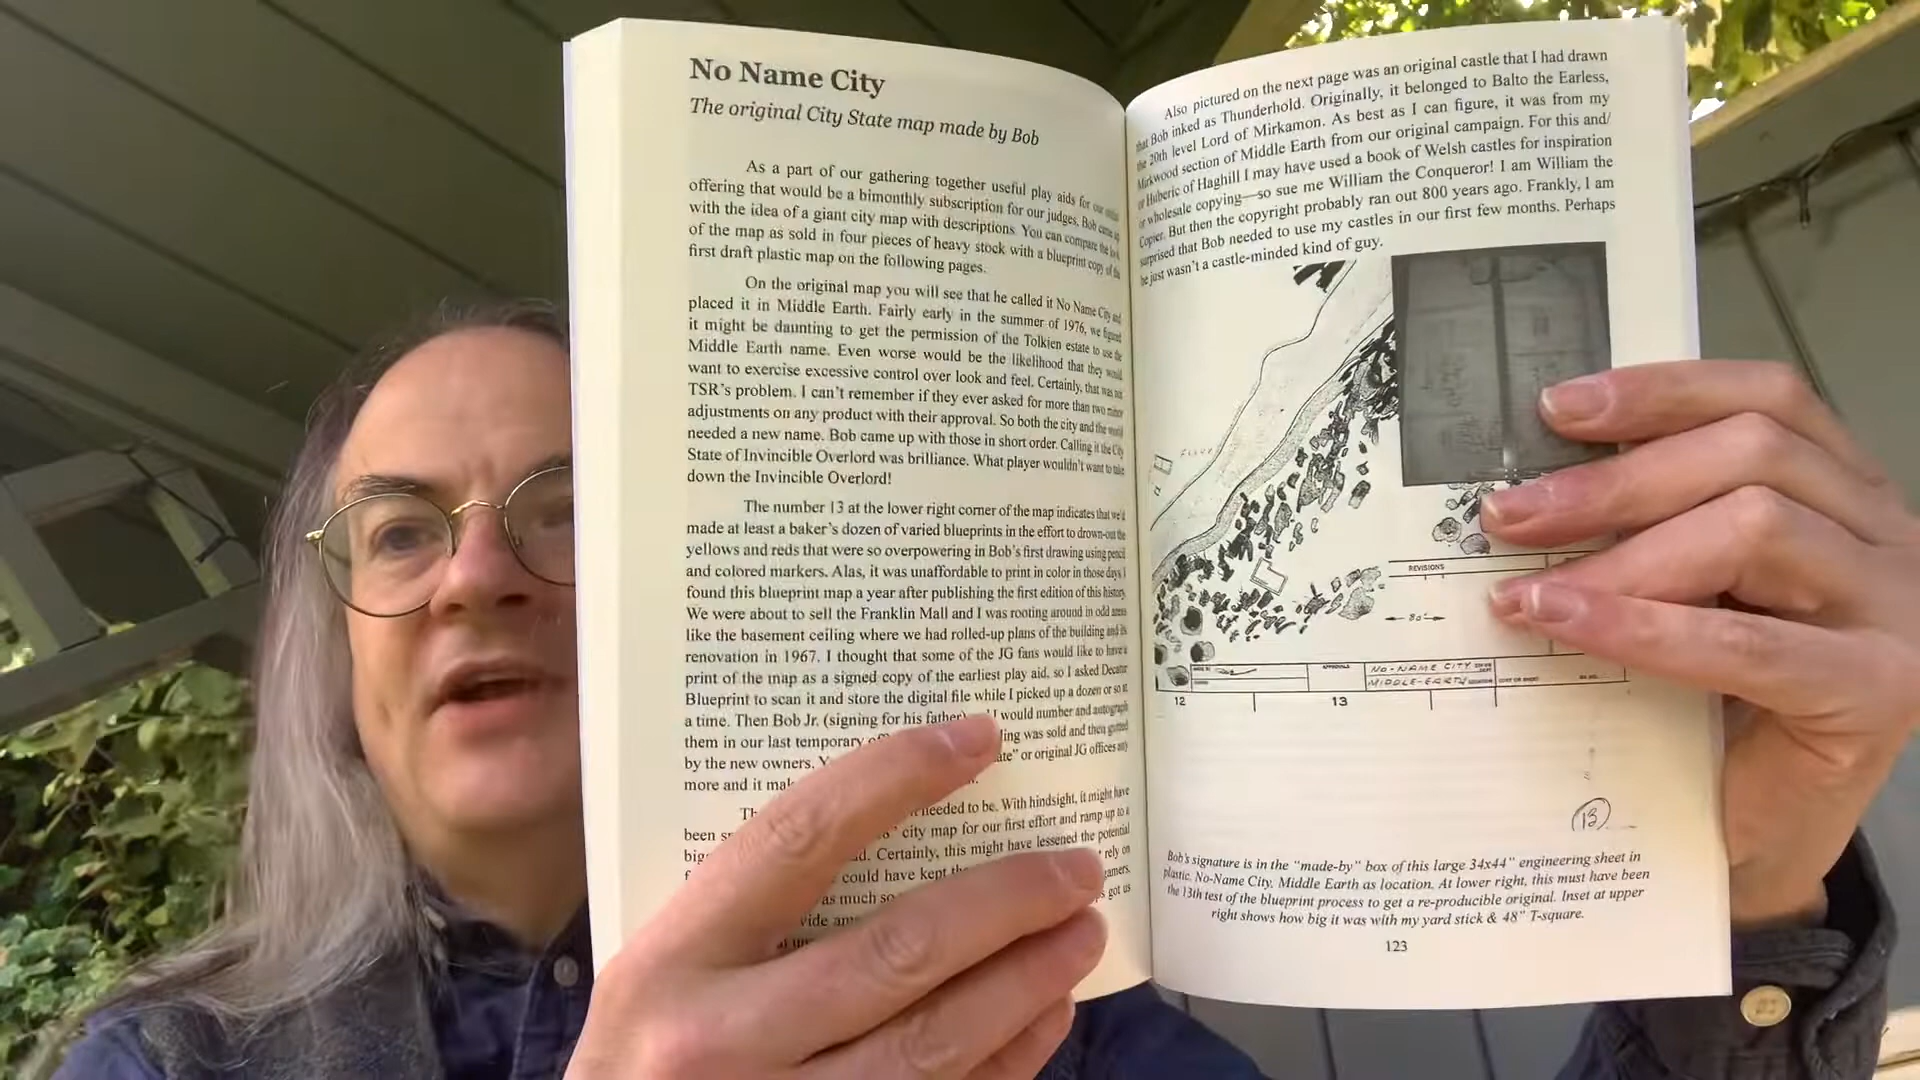 No Name City
The original City State map made by Bob
As a part of our gathering together useful play aids for our
offering that would be a bimonthly subscription for our judges, Bob came up
with the idea of a giant city map with descriptions. You can compare the look
of the map as sold in four pieces of heavy stock with a blueprint copy of the
first draft plastic map on the following pages.
On the original map you will see that he called it No Name City and
placed it in Middle Earth. Fairly early in the summer of 1976, we figured
it might be daunting to get the permission of the Tolkien estate to use the
Middle Earth name. Even worse would be the likelihood that they would
want to exercise excessive control over look and feel. Certainly, that was not
TSR's problem. I can't remember if they ever asked for more than two minor
adjustments on any product with their approval. So both the city and the world
needed a new name. Bob came up with those in short order. Calling it the City
State of Invincible Overlord was brilliance. What player wouldn't want to take
down the Invincible Overlord!
The number 13 at the lower right corner of the map indicates that we'd
made at least a baker's dozen of varied blueprints in the effort to drown-out the
yellows and reds that were so overpowering in Bob's first drawing using pencil
and colored markers. Alas, it was unaffordable to print in color in those days. I
found this blueprint map a year after publishing the first edition of this history.
We were about to sell the Franklin Mall and I was rooting around in odd areas
like the basement ceiling where we had rolled-up plans of the building and its
renovation in 1967. I thought that some of the JG fans would like to have a
print of the map as a signed copy of the earliest play aid, so I asked Decatur
Blueprint to scan it and store the digital file while I picked up a dozen or so at
a time. Then Bob Jr. (signing for his father) I would number and autograph
them in our last temporary was sold and then gutted
by the new owners. or original JG offices any
more and it
needed to be. With hindsight, it might have
been city map for our first effort and ramp up to a
Certainly, this might have lessened the potential
could have kept rely on
as much gamers.
got us
Also pictured on the next page was an original castle that I had drawn
that Bob inked as Thunderhold. Originally, it belonged to Balto the Earless,
the 20th level Lord of Mirkamon. As best as I can figure, it was from my
Mirkwood section of Middle Earth from our original campaign. For this and/
or Huberic of Haghill I may have used a book of Welsh castles for inspiration
or wholesale copying—so sue me William the Conqueror! I am William the
Copier. But then the copyright probably ran out 800 years ago. Frankly, I am
surprised that Bob needed to use my castles in our first few months. Perhaps
he just wasn't a castle-minded kind of guy.
REVISIONS
80'
APPROVALS
NO-NAME CITY
MIDDLE-EARTH LOCATION
12 13
13
Bob's signature is in the "made-by" box of this large 34x44" engineering sheet in
plastic. No-Name City, Middle Earth as location. At lower right, this must have been
the 13th test of the blueprint process to get a re-producible original. Inset at upper
right shows how big it was with my yard stick & 48" T-square.
123